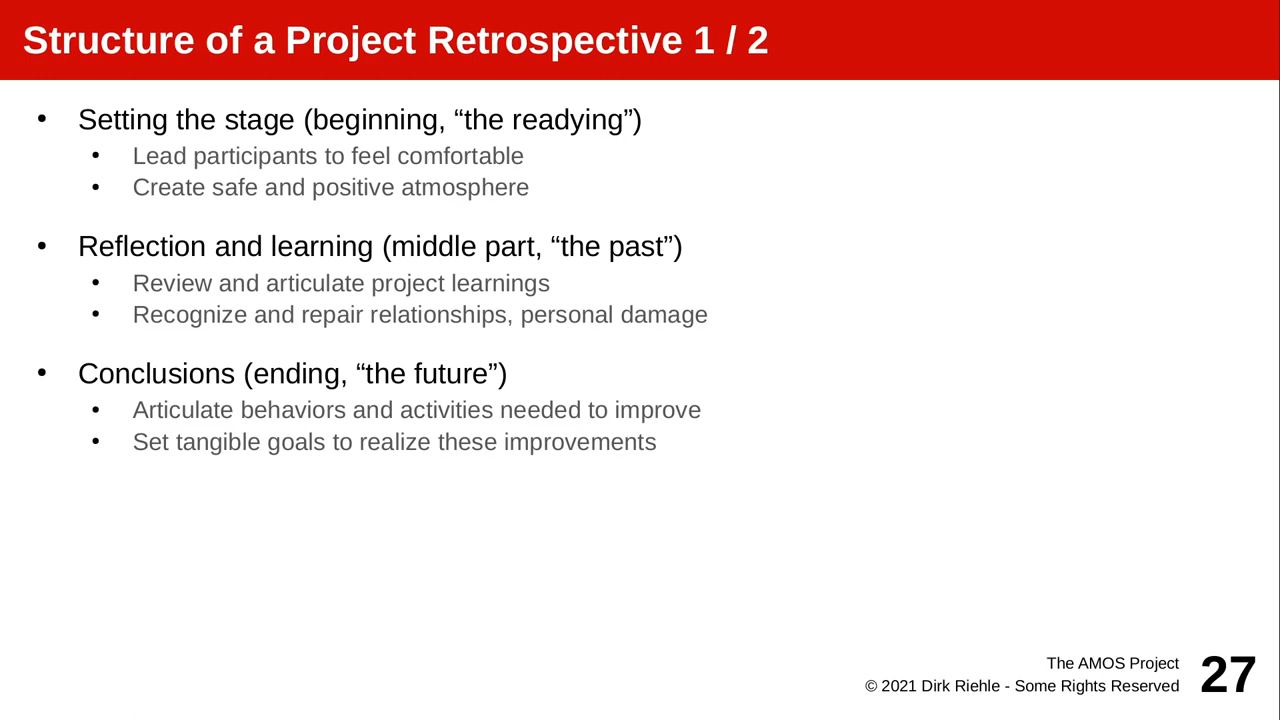 Structure of a Project Retrospective 1 / 2
• Setting the stage (beginning, “the readying”)
• Lead participants to feel comfortable
• Create safe and positive atmosphere
• Reflection and learning (middle part, “the past”)
• Review and articulate project learnings
• Recognize and repair relationships, personal damage
• Conclusions (ending, “the future”)
• Articulate behaviors and activities needed to improve
• Set tangible goals to realize these improvements
The AMOS Project
© 2021 Dirk Riehle - Some Rights Reserved
27